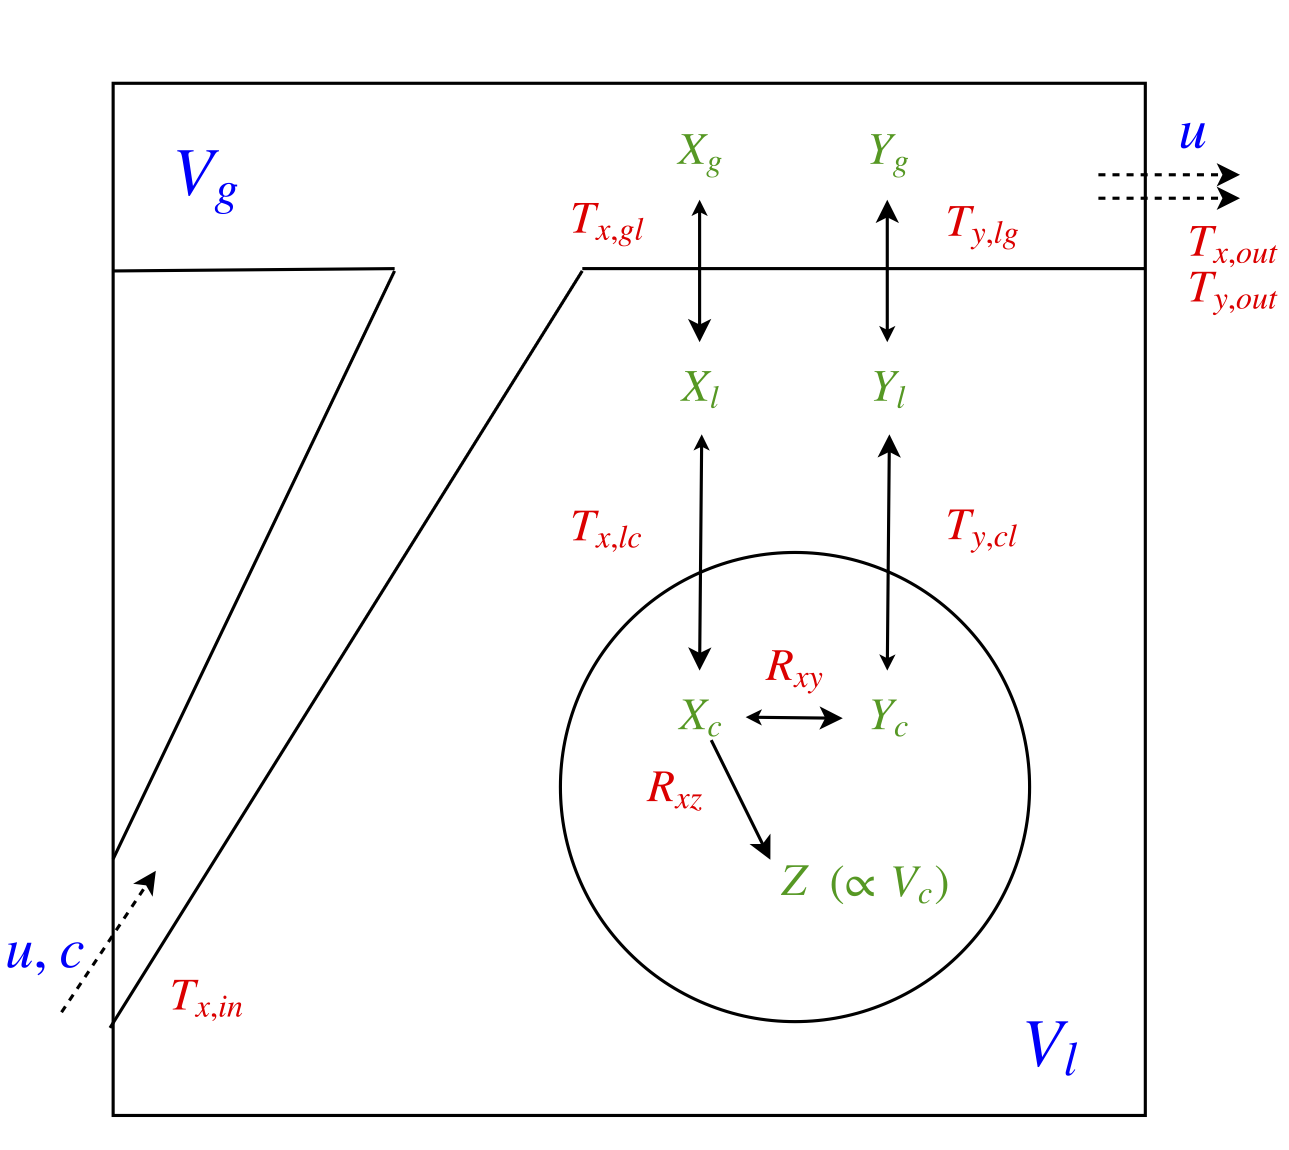 u
X_g Y_g
V_g
T_{x,gl} T_{y,lg}
T_{x,out}
T_{y,out}
X_l Y_l
T_{x,lc} T_{y,cl}
R_{xy}
X_c Y_c
R_{xz}
Z (∝ V_c)
u, c
T_{x,in}
V_l